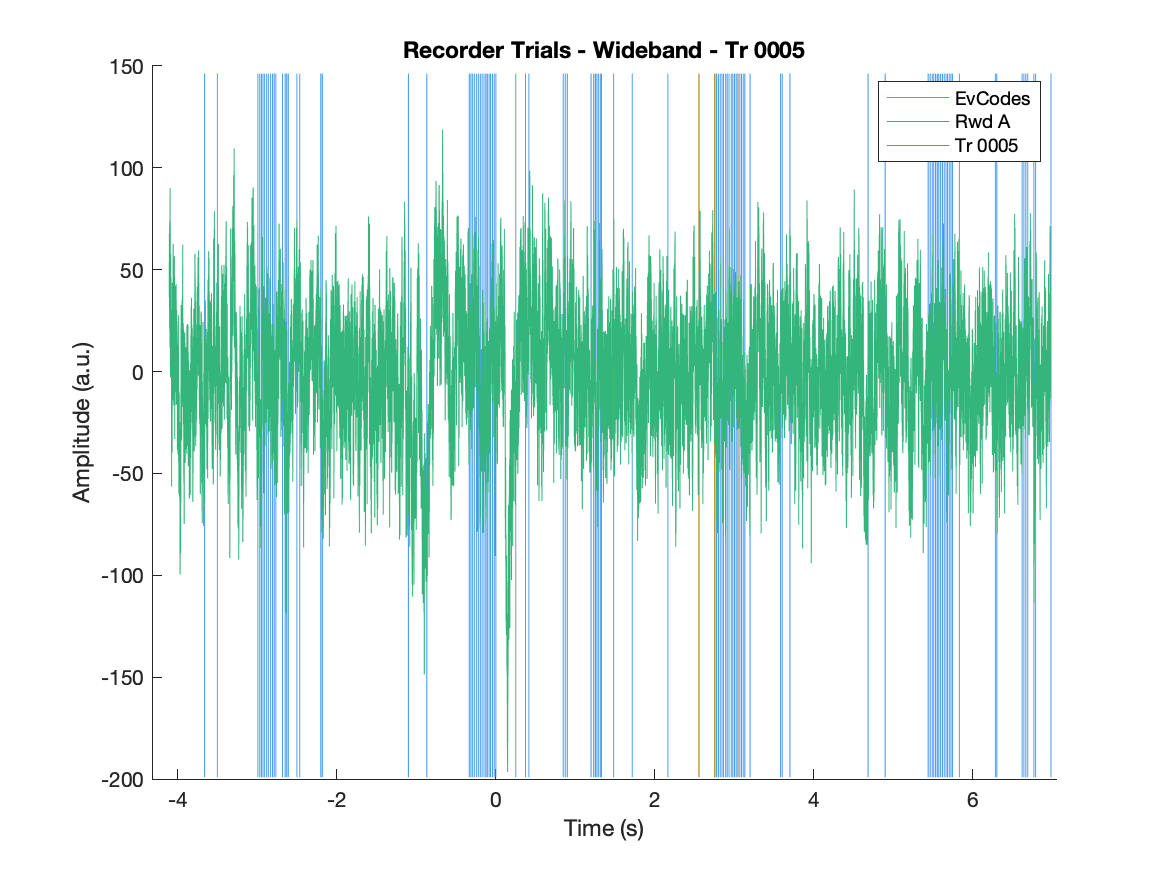 Recorder Trials - Wideband - Tr 0005
150
100
50
0
-50
-100
-150
-200
Amplitude (a.u.)
EvCodes
Rwd A
Tr 0005
-4 -2 0 2 4 6
Time (s)